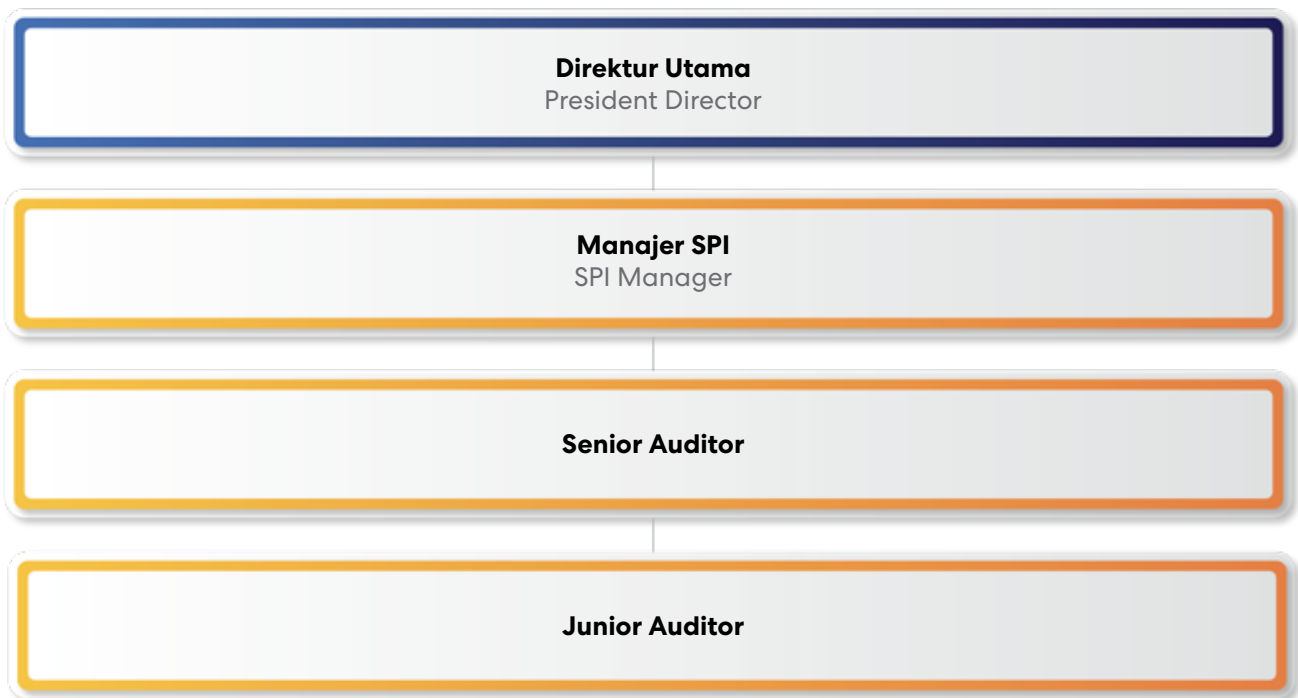 Direktur Utama
President Director
Manajer SPI
SPI Manager
Senior Auditor
Junior Auditor